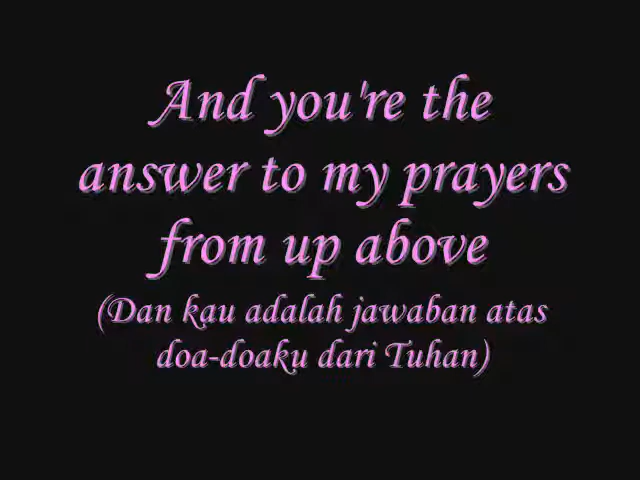 And you're the
answer to my prayers
from up above
(Dan kau adalah jawaban atas
doa-doaku dari Tuhan)